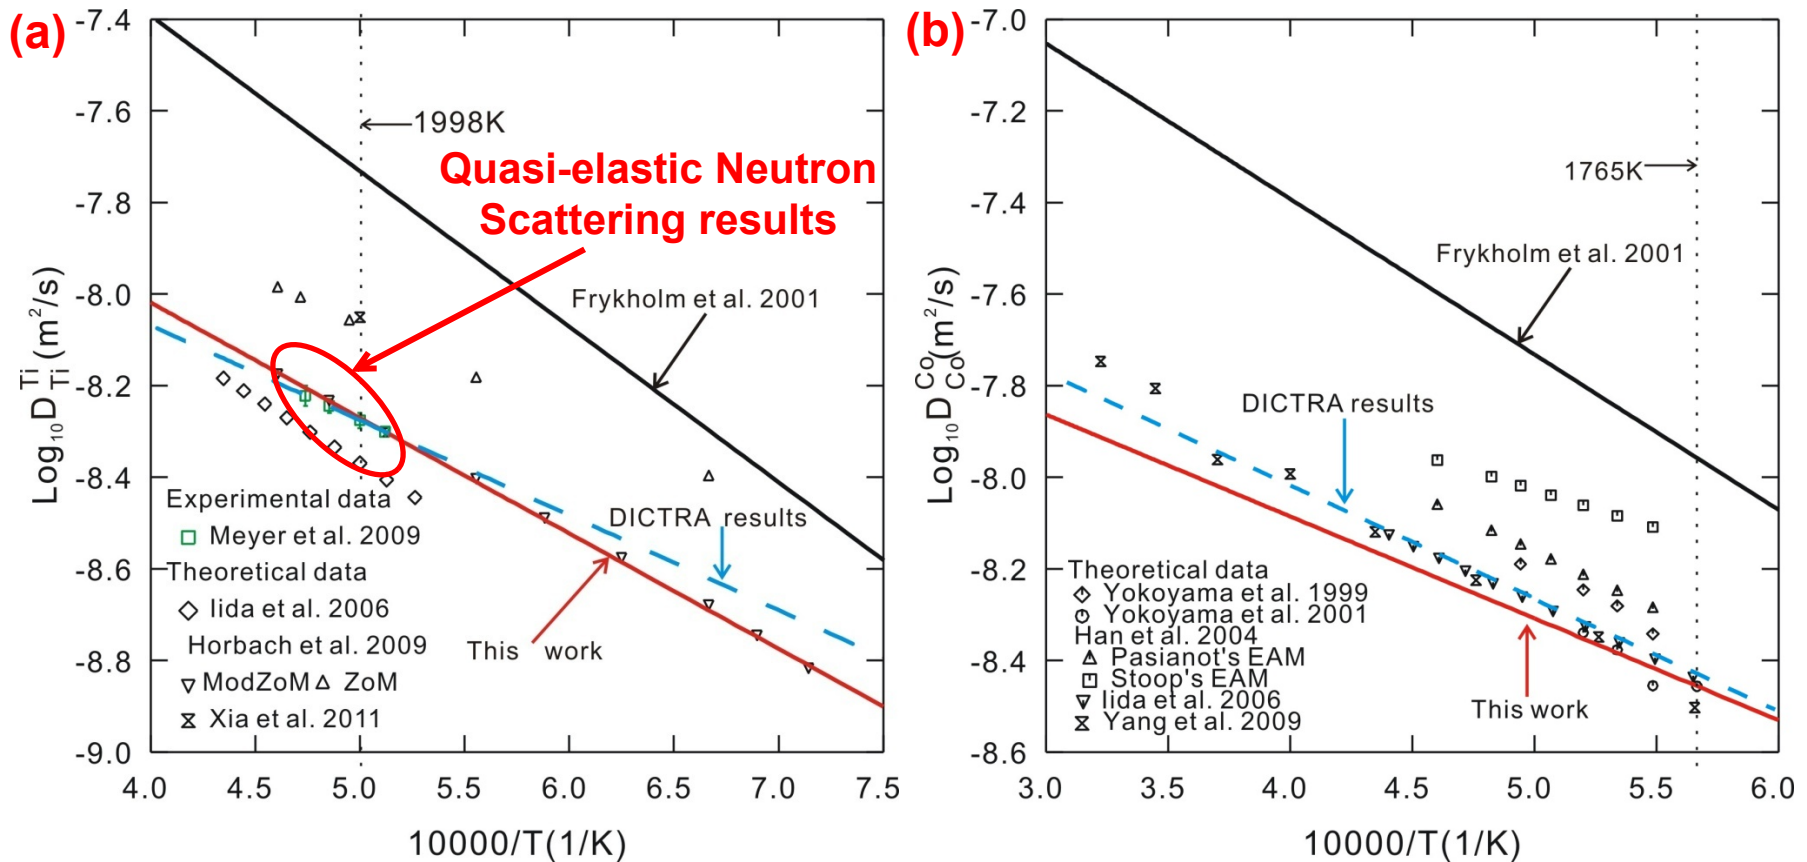 (a)
-7.4
-7.6
-7.8
-8.0
-8.2
-8.4
-8.6
-8.8
-9.0
Log10 D Ti Ti (m2/s)
1998K
Quasi-elastic Neutron
Scattering results
Frykholm et al. 2001
Experimental data
Meyer et al. 2009
Theoretical data
Iida et al. 2006
Horbach et al. 2009
ModZoM ZoM
Xia et al. 2011
DICTRA results
This work
4.0 4.5 5.0 5.5 6.0 6.5 7.0 7.5
10000/T(1/K)
(b)
-7.0
-7.2
-7.4
-7.6
-7.8
-8.0
-8.2
-8.4
-8.6
Log10 D Co Co (m2/s)
1765K
Frykholm et al. 2001
DICTRA results
Theoretical data
Yokoyama et al. 1999
Yokoyama et al. 2001
Han et al. 2004
Pasianot's EAM
Stoop's EAM
Iida et al. 2006
Yang et al. 2009
This work
3.0 3.5 4.0 4.5 5.0 5.5 6.0
10000/T(1/K)